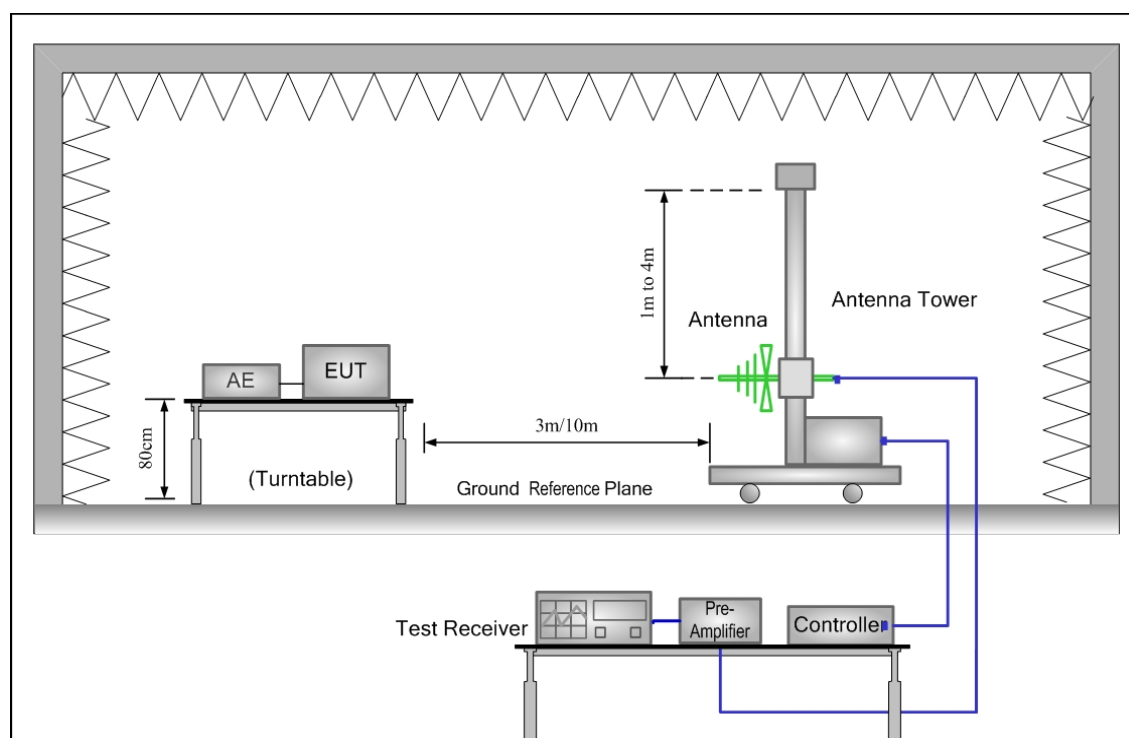 1m to 4m
Antenna Tower
Antenna
AE
EUT
3m/10m
80cm
(Turntable)
Ground Reference Plane
Test Receiver
Pre-
Amplifier
Controller